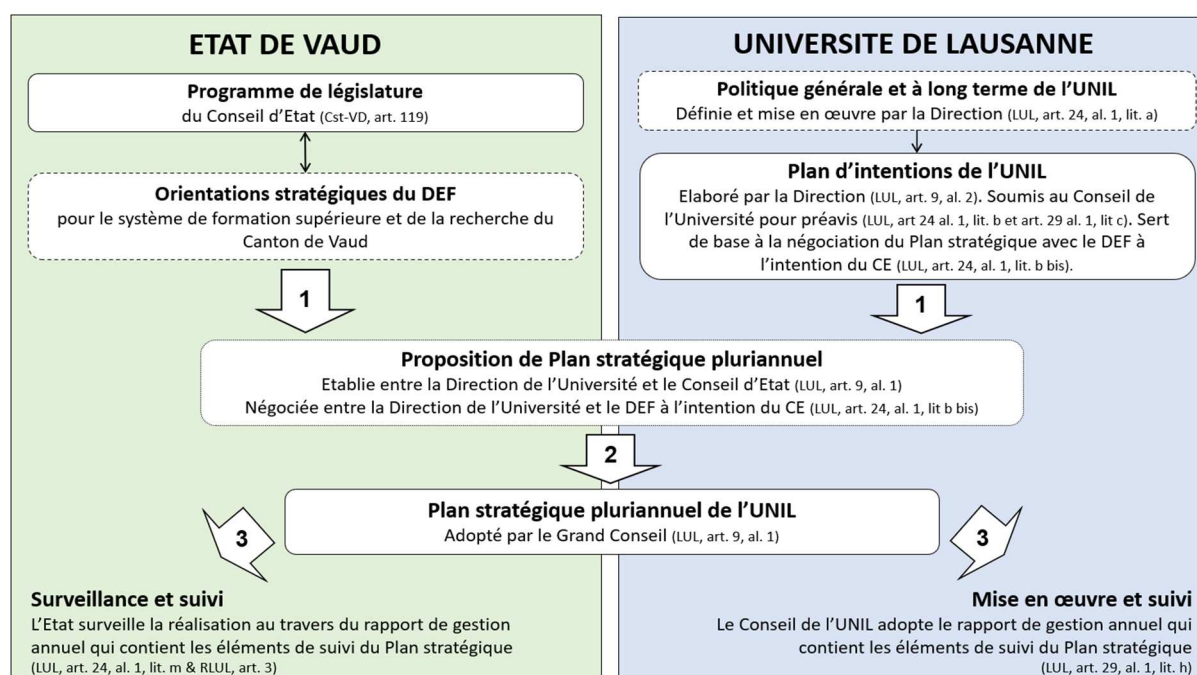 ETAT DE VAUD
Programme de législature
du Conseil d'Etat (Cst-VD, art. 119)
Orientations stratégiques du DEF
pour le système de formation supérieure et de la recherche du
Canton de Vaud
1
UNIVERSITE DE LAUSANNE
Politique générale et à long terme de l'UNIL
Définie et mise en œuvre par la Direction (LUL, art. 24, al. 1, lit. a)
Plan d'intentions de l'UNIL
Elaboré par la Direction (LUL, art. 9, al. 2). Soumis au Conseil de
l'Université pour préavis (LUL, art 24 al. 1, lit. b et art. 29 al. 1, lit c). Sert
de base à la négociation du Plan stratégique avec le DEF à
l'intention du CE (LUL, art. 24, al. 1, lit. b bis).
1
Proposition de Plan stratégique pluriannuel
Etablie entre la Direction de l'Université et le Conseil d'Etat (LUL, art. 9, al. 1)
Négociée entre la Direction de l'Université et le DEF à l'intention du CE (LUL, art. 24, al. 1, lit b bis)
2
Plan stratégique pluriannuel de l'UNIL
Adopté par le Grand Conseil (LUL, art. 9, al. 1)
3
Surveillance et suivi
L'Etat surveille la réalisation au travers du rapport de gestion
annuel qui contient les éléments de suivi du Plan stratégique
(LUL, art. 24, al. 1, lit. m & RLUL, art. 3)
3
Mise en œuvre et suivi
Le Conseil de l'UNIL adopte le rapport de gestion annuel qui
contient les éléments de suivi du Plan stratégique
(LUL, art. 29, al. 1, lit. h)